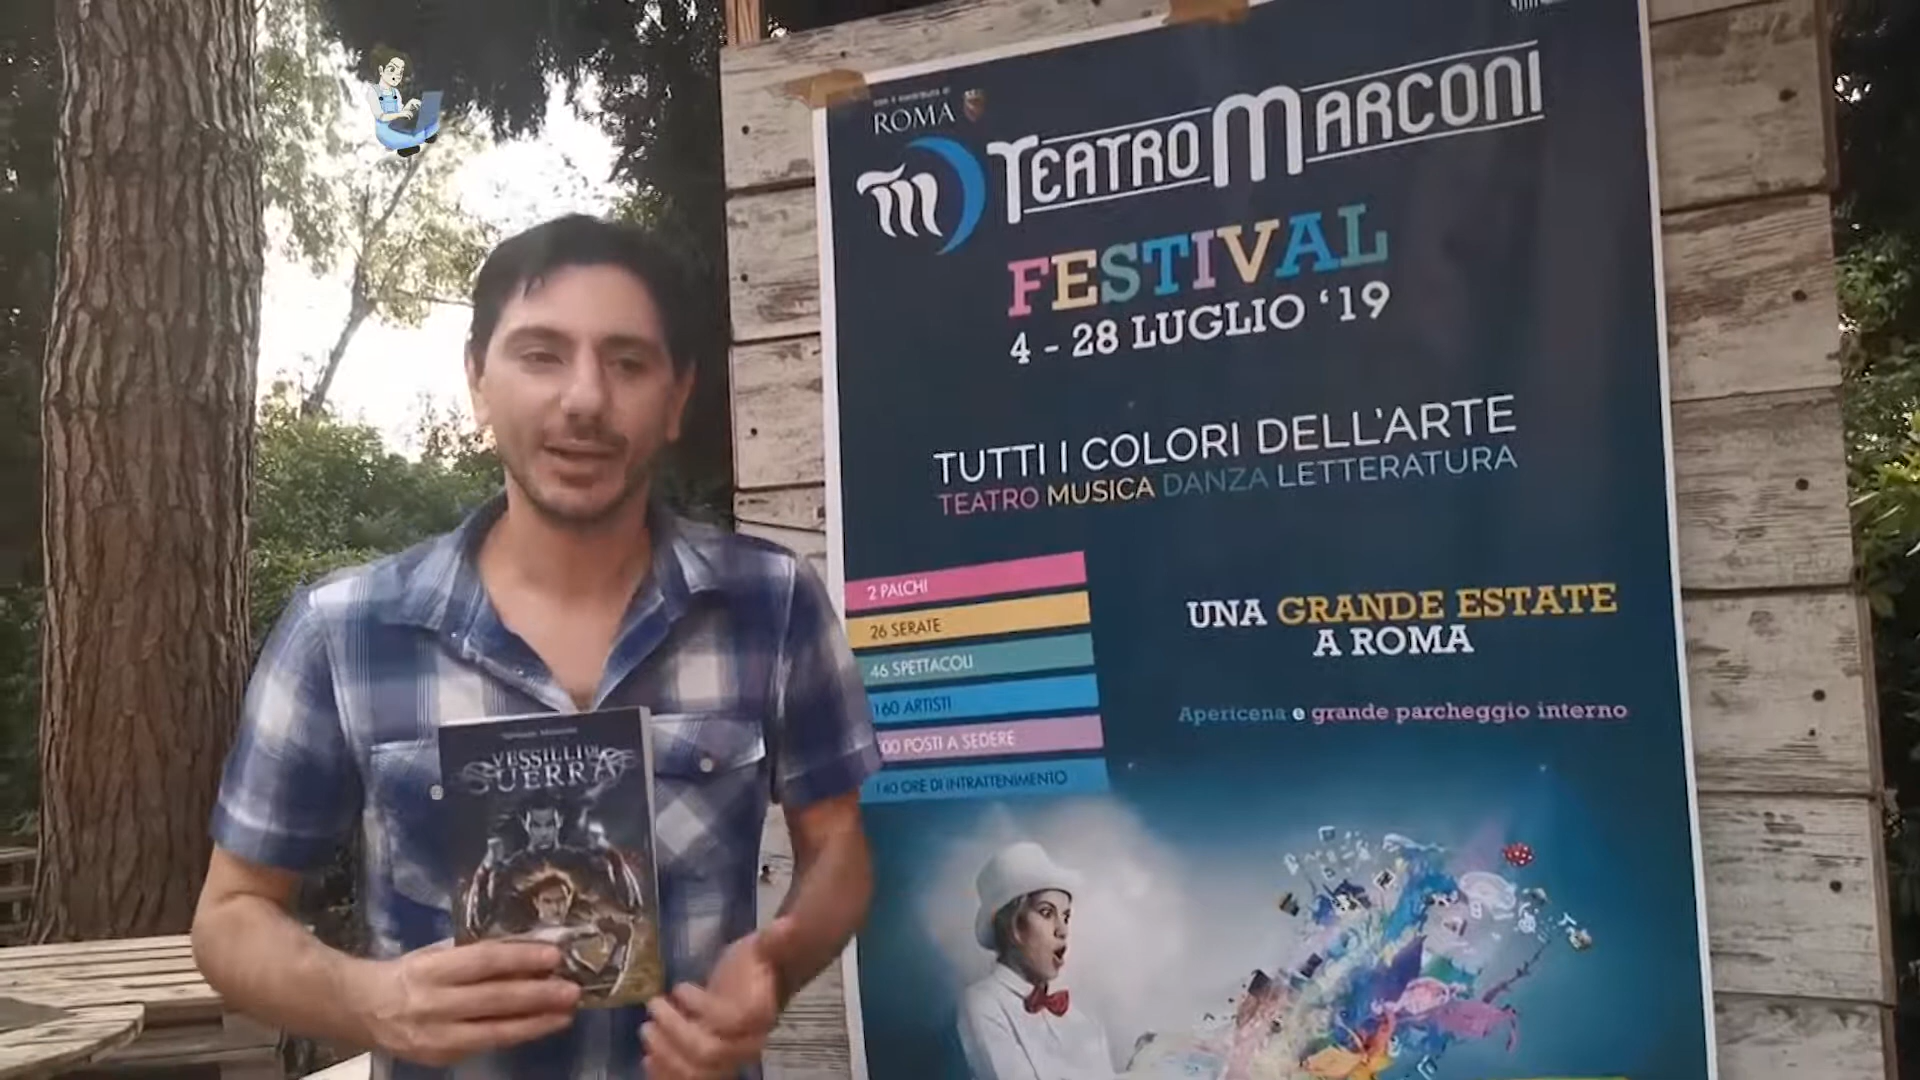 ROMA
TEATRO MARCONI
FESTIVAL
4 - 28 LUGLIO '19
TUTTI I COLORI DELL'ARTE
TEATRO MUSICA DANZA LETTERATURA
2 PALCHI
26 SERATE
46 SPETTACOLI
160 ARTISTI
POSTI A SEDERE
140 ORE DI INTRATTENIMENTO
UNA GRANDE ESTATE
A ROMA
Apericena e grande parcheggio interno
VESSILLI DI
GUERRA